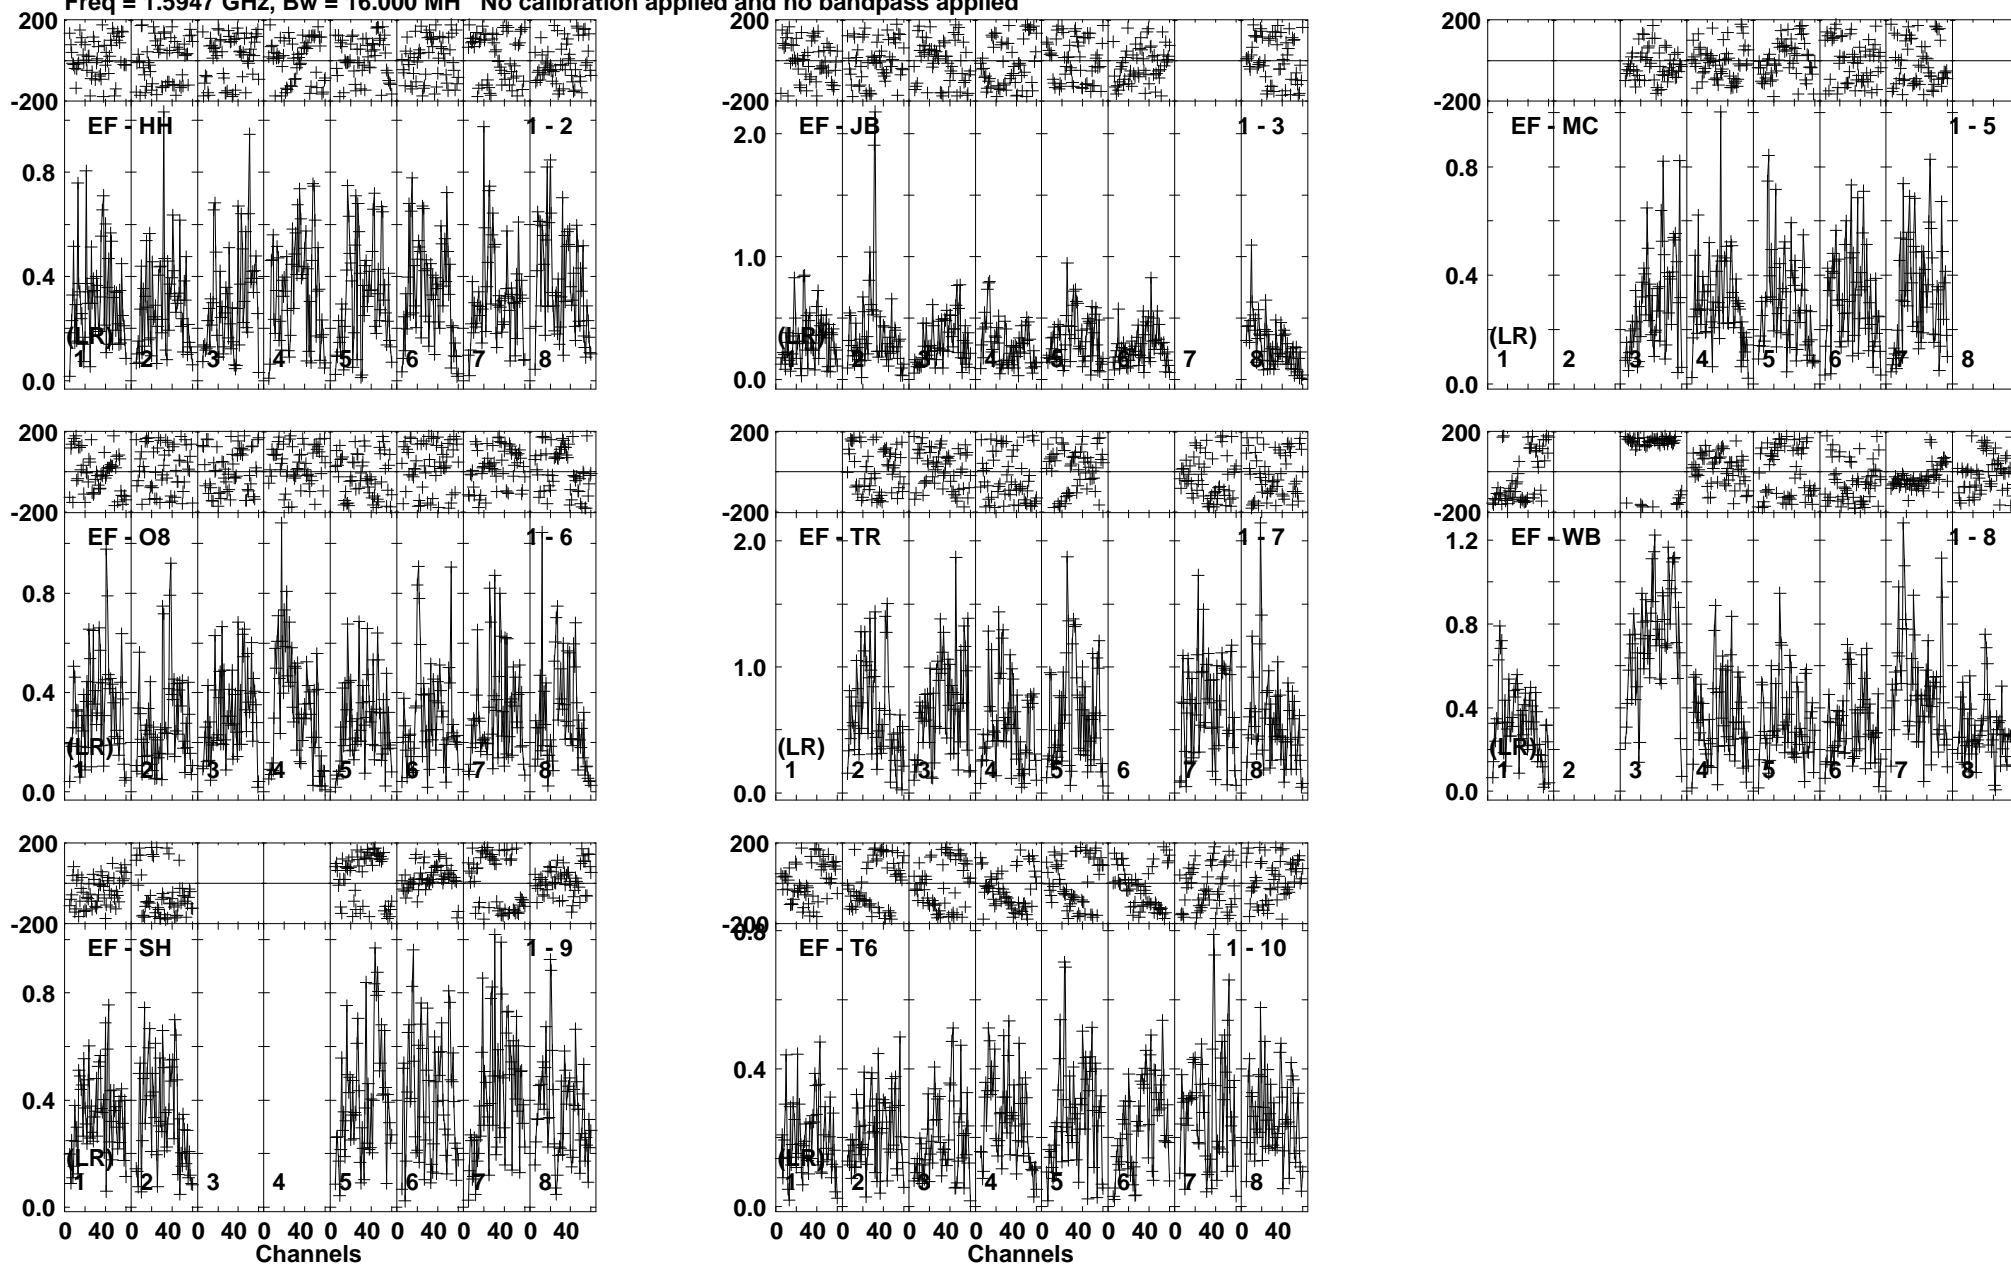 Freq = 1.5947 GHz, Bw = 16.000 MH No calibration applied and no bandpass applied
200 200 200
-200 -200 -200
EF - HH 1 - 2 EF - JB 1 - 3 EF - MC 1 - 5
2.0
0.8 0.8
1.0
0.4 0.4
(LR) (LR) (LR)
1 2 3 4 5 6 7 8 1 2 3 4 5 6 7 8 1 2 3 4 5 6 7 8
0.0 0.0 0.0
200 200 200
-200 -200 -200
EF - O8 1 - 6 EF - TR 1 - 7 EF - WB 1 - 8
2.0 1.2
0.8 0.8
1.0
0.4 0.4
(LR) (LR) (LR)
1 2 3 4 5 6 7 8 1 2 3 4 5 6 7 8 1 2 3 4 5 6 7 8
0.0 0.0 0.0
200 200
-200 -200
0.8
EF - SH 1 - 9 EF - T6 1 - 10
0.8
0.4 0.4
(LR) (LR)
1 2 3 4 5 6 7 8 1 2 3 4 5 6 7 8
0.0 0.0
0 40 0 40 0 40 0 40 0 40 0 40 0 40 0 40 0 40 0 40 0 40 0 40 0 40 0 40 0 40 0 40
Channels Channels